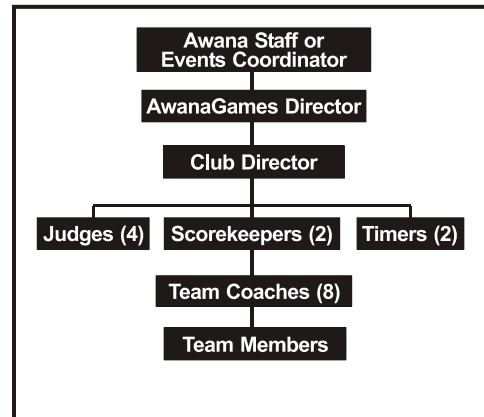 Awana Staff or
Events Coordinator
AwanaGames Director
Club Director
Judges (4)
Scorekeepers (2)
Timers (2)
Team Coaches (8)
Team Members